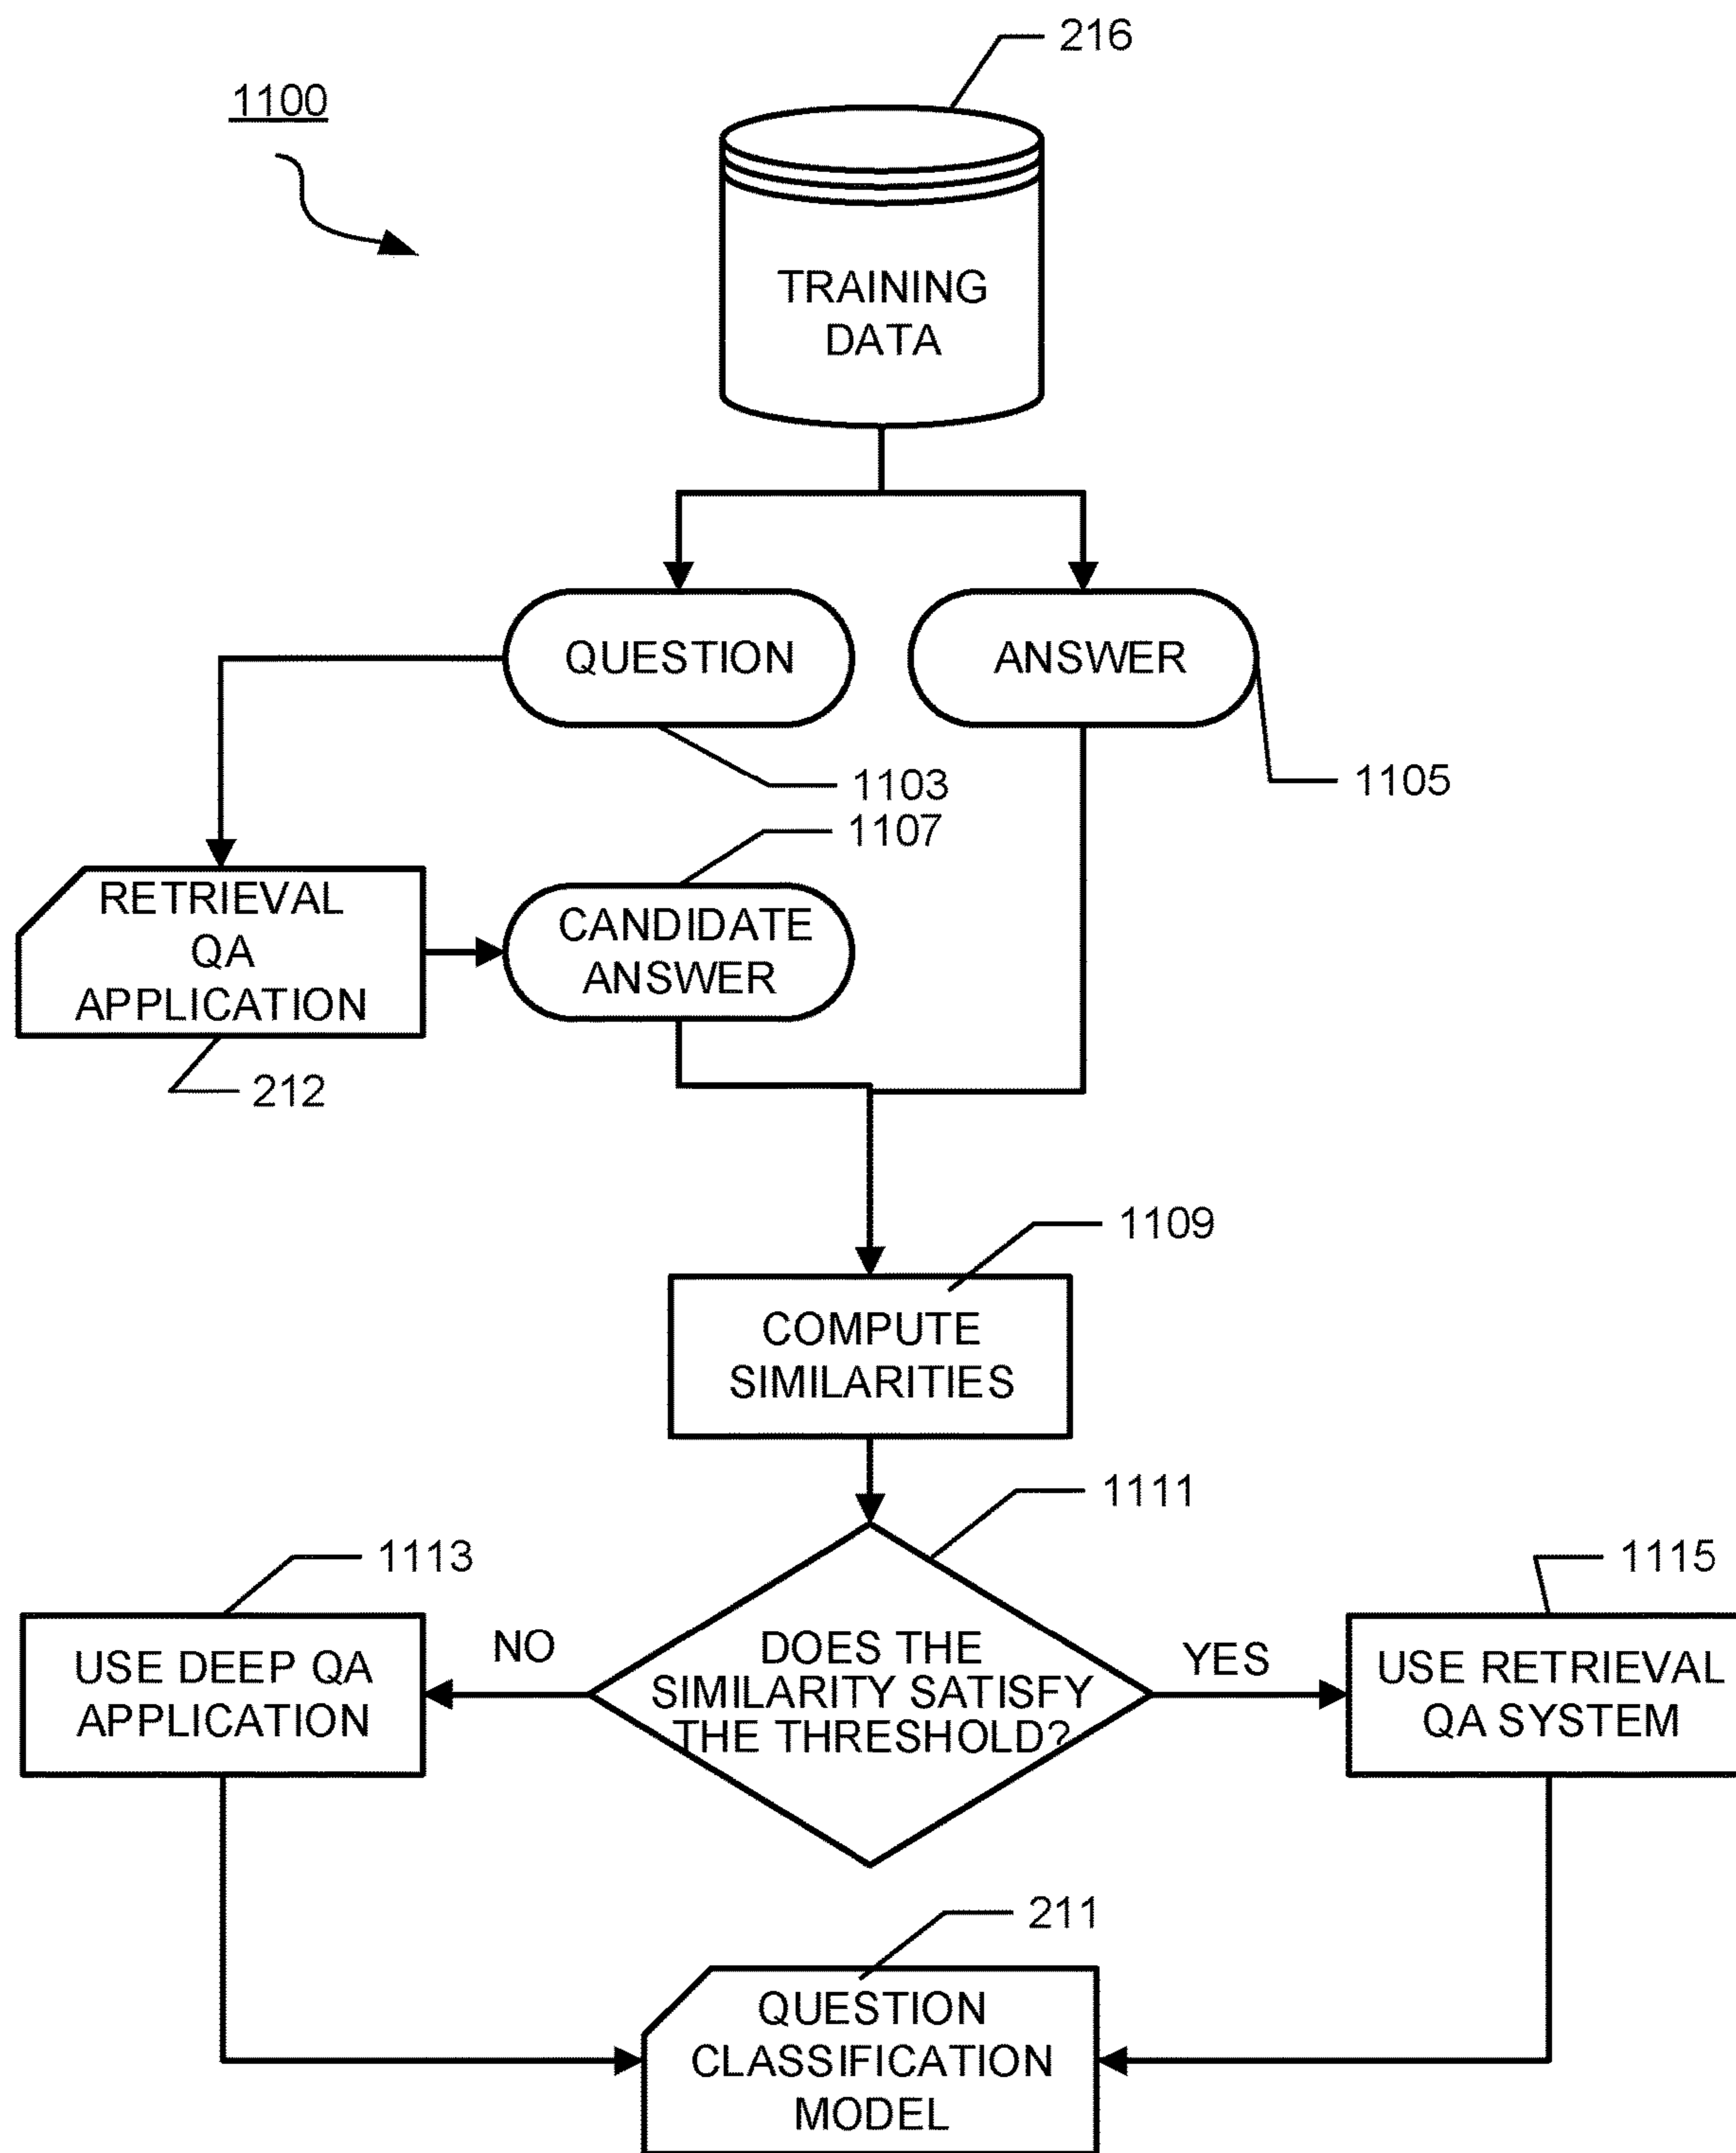 216
1100
TRAINING
DATA
QUESTION
ANSWER
1103
1105
1107
RETRIEVAL
QA
APPLICATION
CANDIDATE
ANSWER
212
1109
COMPUTE
SIMILARITIES
1111
1113
1115
USE DEEP QA
APPLICATION
NO
DOES THE
SIMILARITY SATISFY
THE THRESHOLD?
YES
USE RETRIEVAL
QA SYSTEM
211
QUESTION
CLASSIFICATION
MODEL